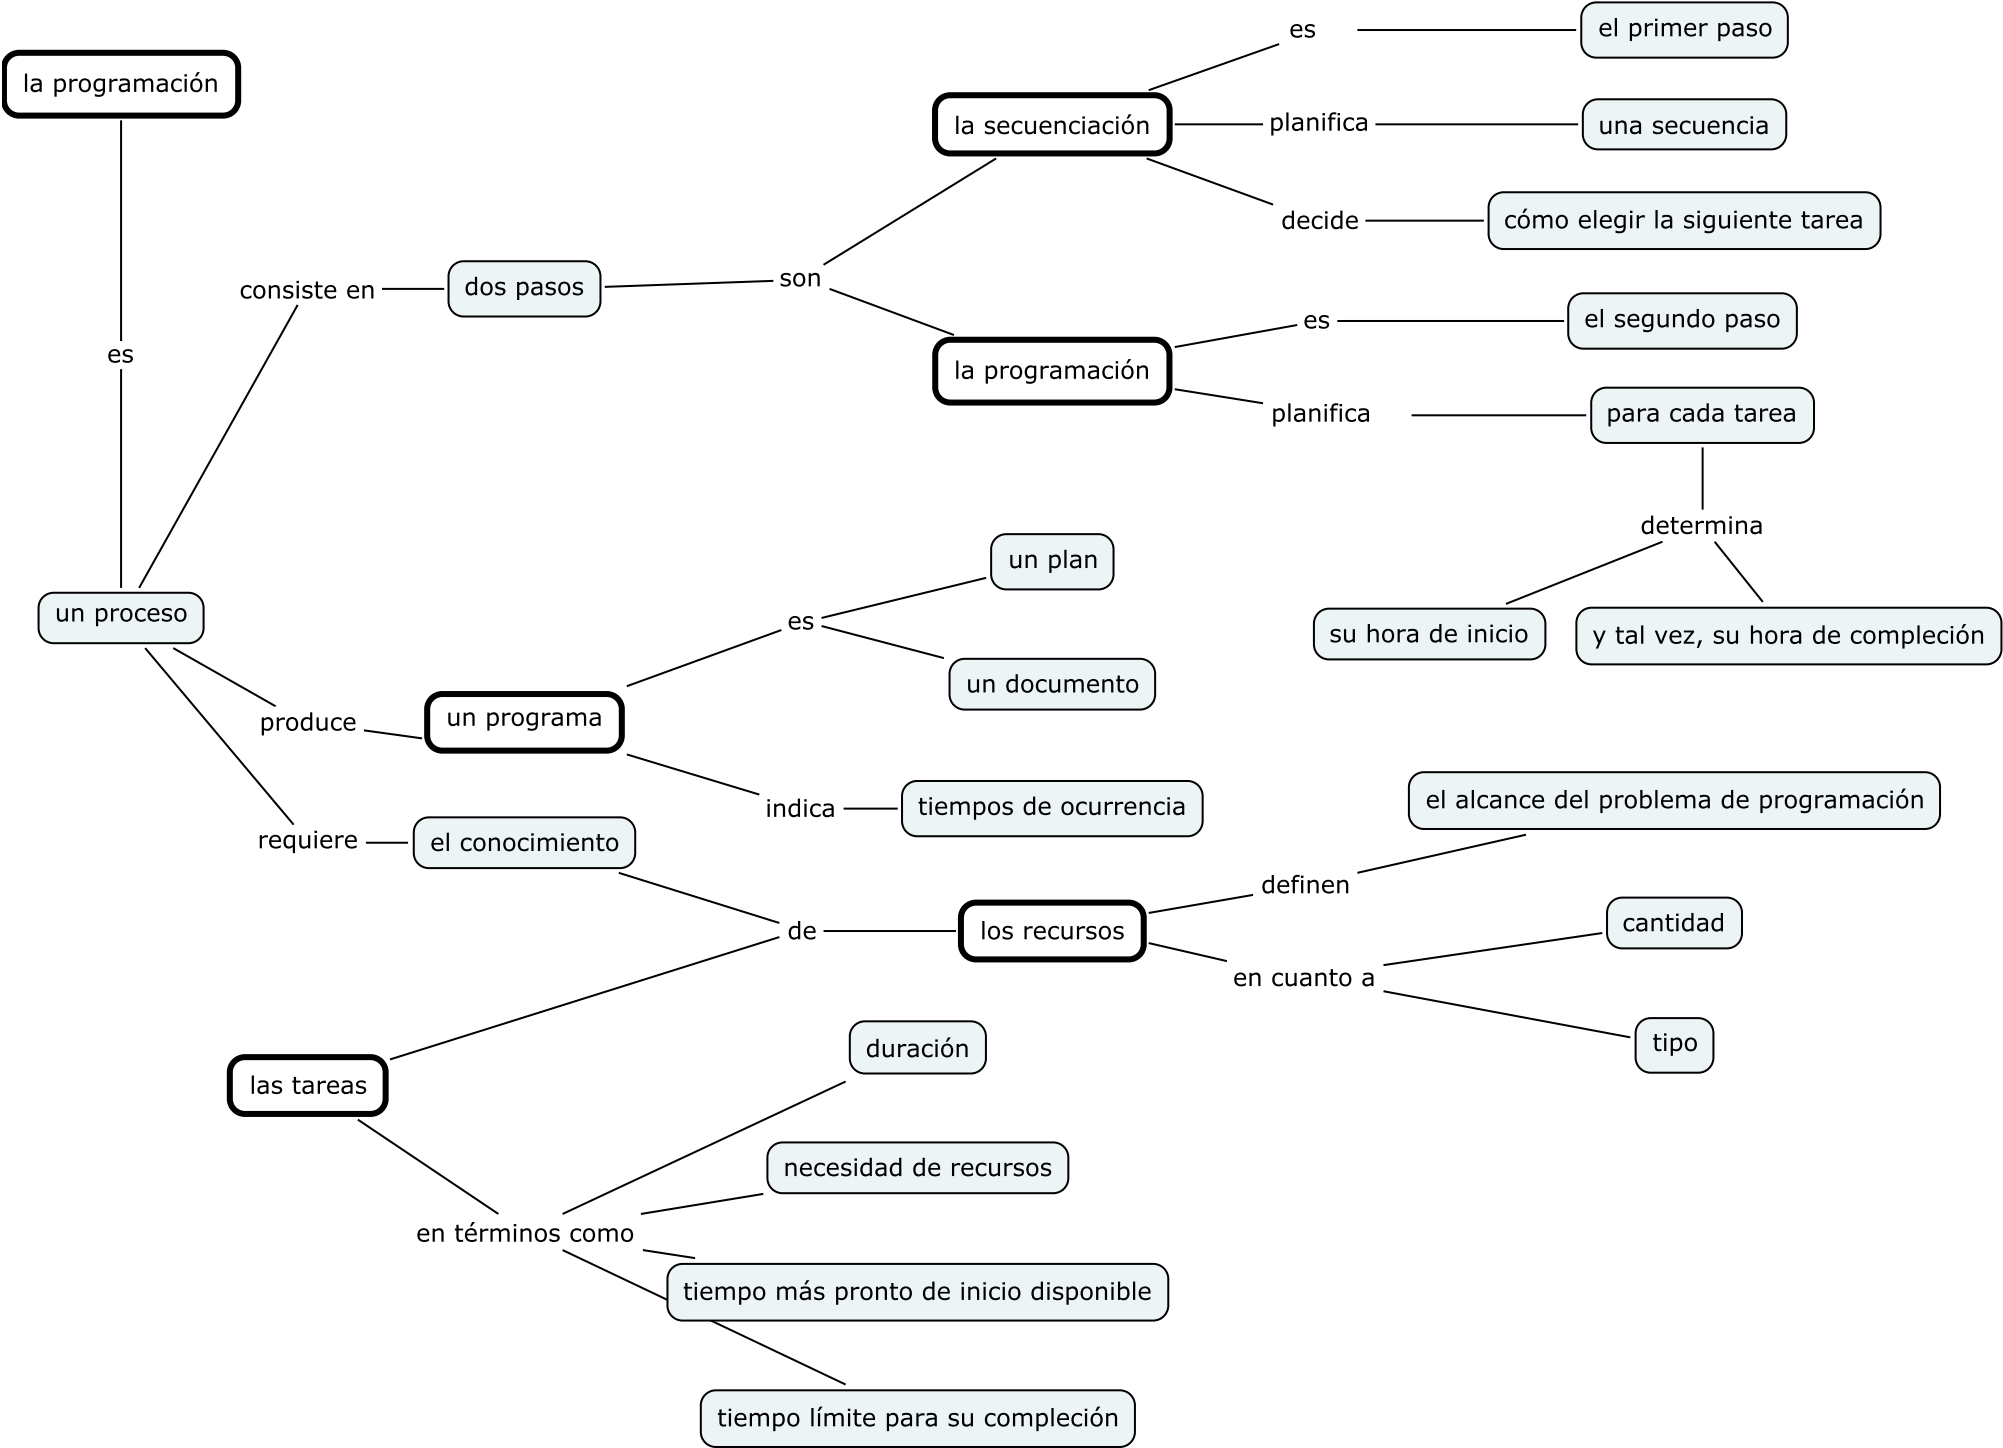 la programación
es
un proceso
consiste en
dos pasos
son
la secuenciación
es
el primer paso
planifica
una secuencia
decide
cómo elegir la siguiente tarea
la programación
es
el segundo paso
planifica
para cada tarea
determina
su hora de inicio
y tal vez, su hora de compleción
produce
un programa
es
un plan
un documento
indica
tiempos de ocurrencia
requiere
el conocimiento
de
los recursos
definen
el alcance del problema de programación
en cuanto a
cantidad
tipo
las tareas
en términos como
duración
necesidad de recursos
tiempo más pronto de inicio disponible
tiempo límite para su compleción